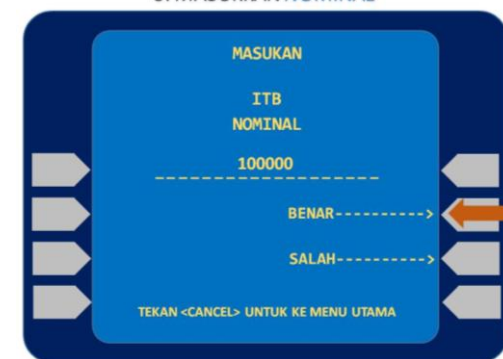 MASUKAN
ITB
NOMINAL
100000
BENAR---------->
SALAH---------->
TEKAN <CANCEL> UNTUK KE MENU UTAMA